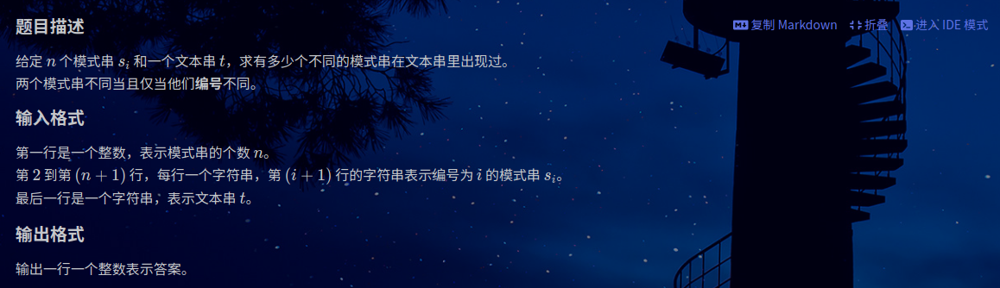 题目描述
复制 Markdown 折叠 进入 IDE 模式
给定 n 个模式串 s_i 和一个文本串 t，求有多少个不同的模式串在文本串里出现过。
两个模式串不同当且仅当他们编号不同。
输入格式
第一行是一个整数，表示模式串的个数 n。
第 2 到第 (n + 1) 行，每行一个字符串，第 (i + 1) 行的字符串表示编号为 i 的模式串 s_i。
最后一行是一个字符串，表示文本串 t。
输出格式
输出一行一个整数表示答案。